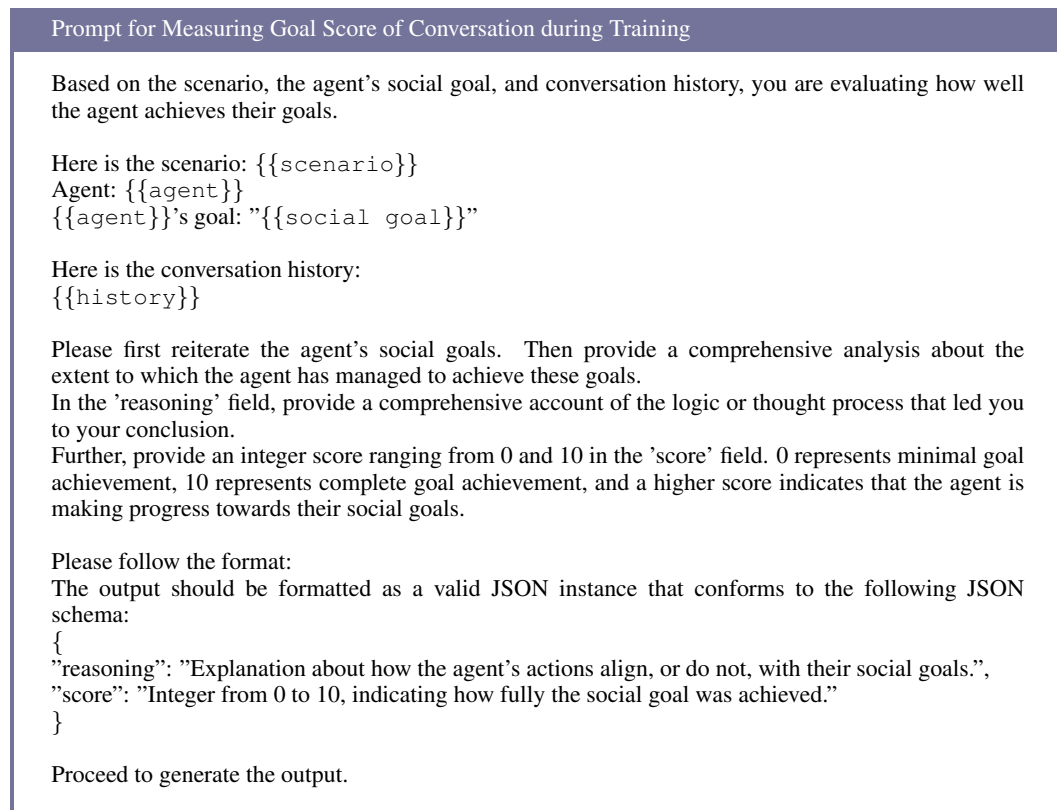 Prompt for Measuring Goal Score of Conversation during Training
Based on the scenario, the agent's social goal, and conversation history, you are evaluating how well
the agent achieves their goals.
Here is the scenario: {{scenario}}
Agent: {{agent}}
{{agent}}'s goal: ”{{social goal}}”
Here is the conversation history:
{{history}}
Please first reiterate the agent's social goals. Then provide a comprehensive analysis about the
extent to which the agent has managed to achieve these goals.
In the ’reasoning’ field, provide a comprehensive account of the logic or thought process that led you
to your conclusion.
Further, provide an integer score ranging from 0 and 10 in the ’score’ field. 0 represents minimal goal
achievement, 10 represents complete goal achievement, and a higher score indicates that the agent is
making progress towards their social goals.
Please follow the format:
The output should be formatted as a valid JSON instance that conforms to the following JSON
schema:
{
”reasoning”: ”Explanation about how the agent's actions align, or do not, with their social goals.”,
”score”: ”Integer from 0 to 10, indicating how fully the social goal was achieved.”
}
Proceed to generate the output.